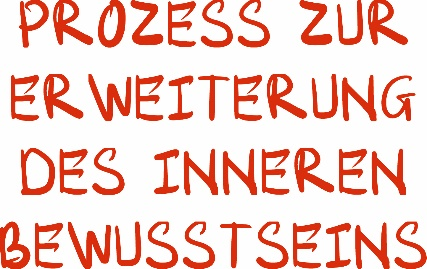 PROZESS ZUR
ERWEITERUNG
DES INNEREN
BEWUSSTSEINS